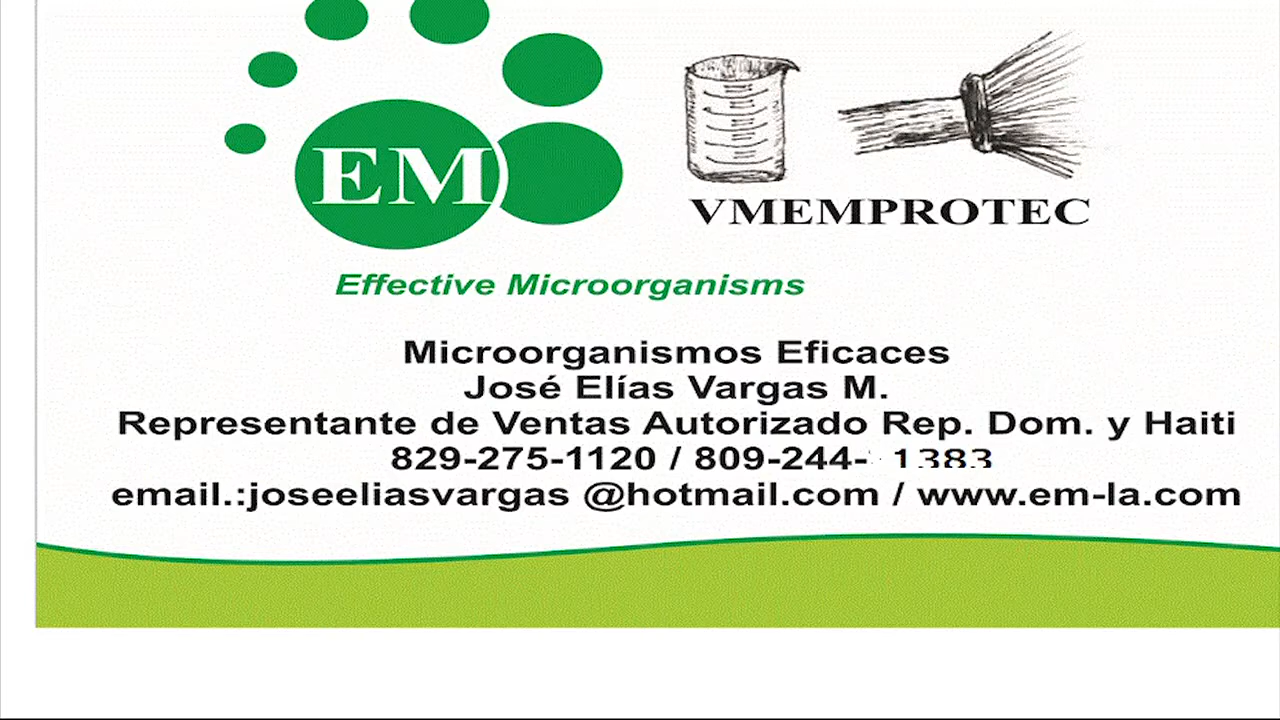 EM
VMEMPROTEC
Effective Microorganisms
Microorganismos Eficaces
José Elías Vargas M.
Representante de Ventas Autorizado Rep. Dom. y Haiti
829-275-1120 / 809-244- 1383
email.:joseeliasvargas @hotmail.com / www.em-la.com